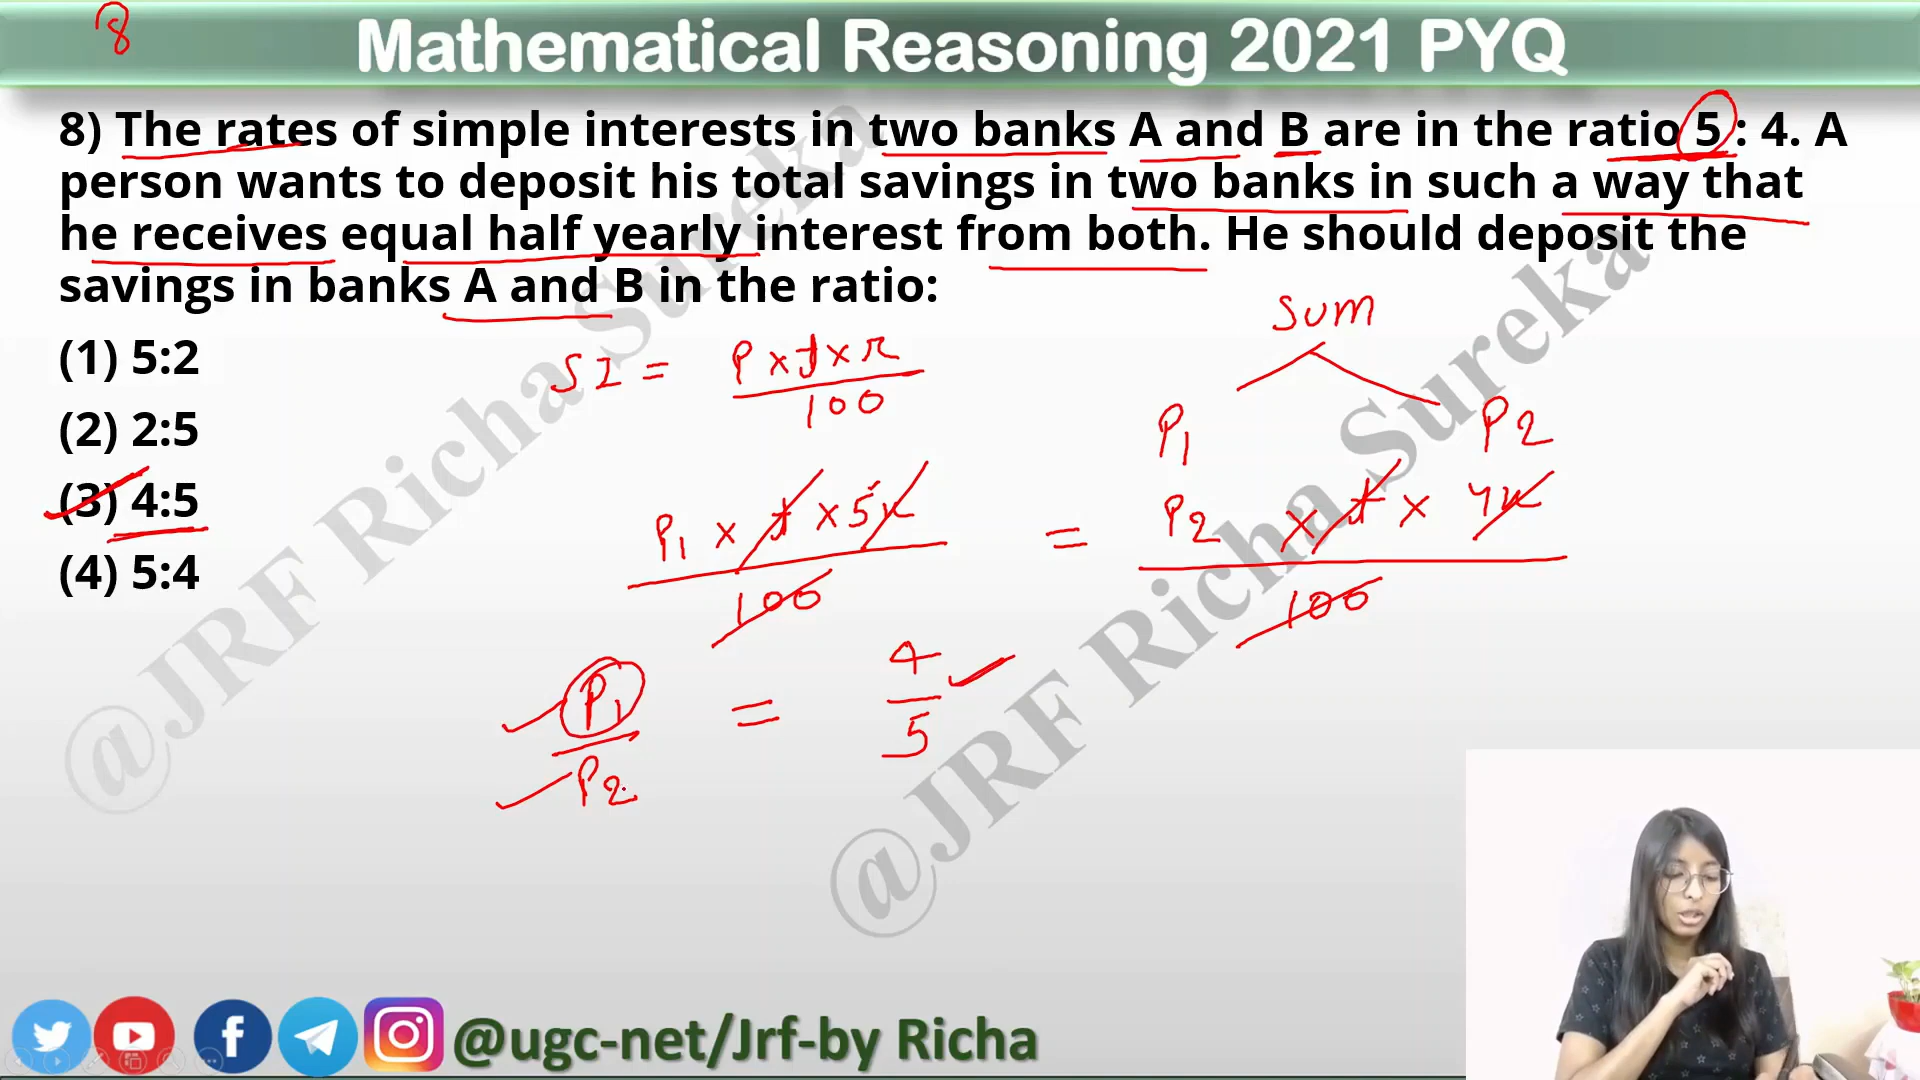 8
Mathematical Reasoning 2021 PYQ
8) The rates of simple interests in two banks A and B are in the ratio 5 : 4. A
person wants to deposit his total savings in two banks in such a way that
he receives equal half yearly interest from both. He should deposit the
savings in banks A and B in the ratio:
(1) 5:2
(2) 2:5
(3) 4:5
(4) 5:4
SI = P x t x r
100
Sum
P1 P2
P1 x t x 5x = P2 x t x 4x
100 100
P1 = 4
P2 5
@JRF Richa Sureka
@JRF Richa Sureka
@ugc-net/Jrf-by Richa